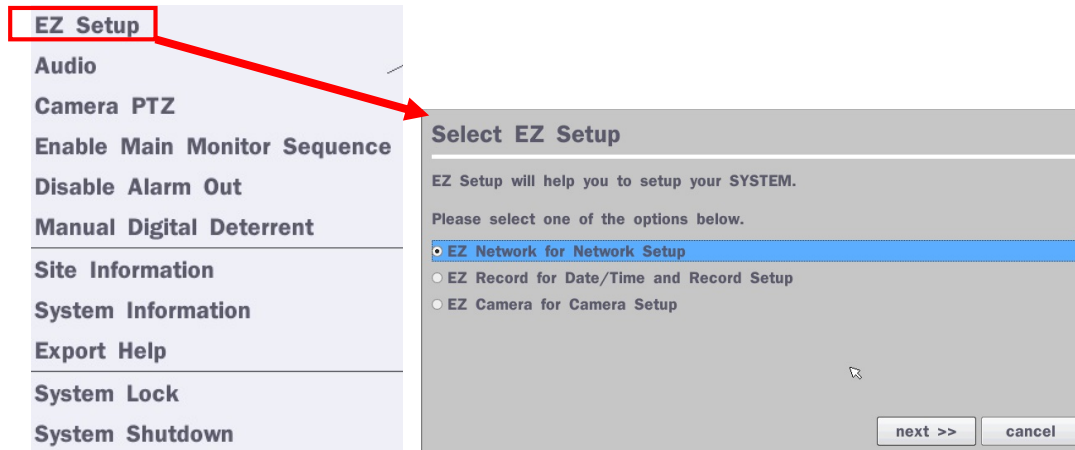 EZ Setup
Audio
Camera PTZ
Enable Main Monitor Sequence
Disable Alarm Out
Manual Digital Deterrent
Site Information
System Information
Export Help
System Lock
System Shutdown
Select EZ Setup
EZ Setup will help you to setup your SYSTEM.
Please select one of the options below.
EZ Network for Network Setup
EZ Record for Date/Time and Record Setup
EZ Camera for Camera Setup
next >> cancel